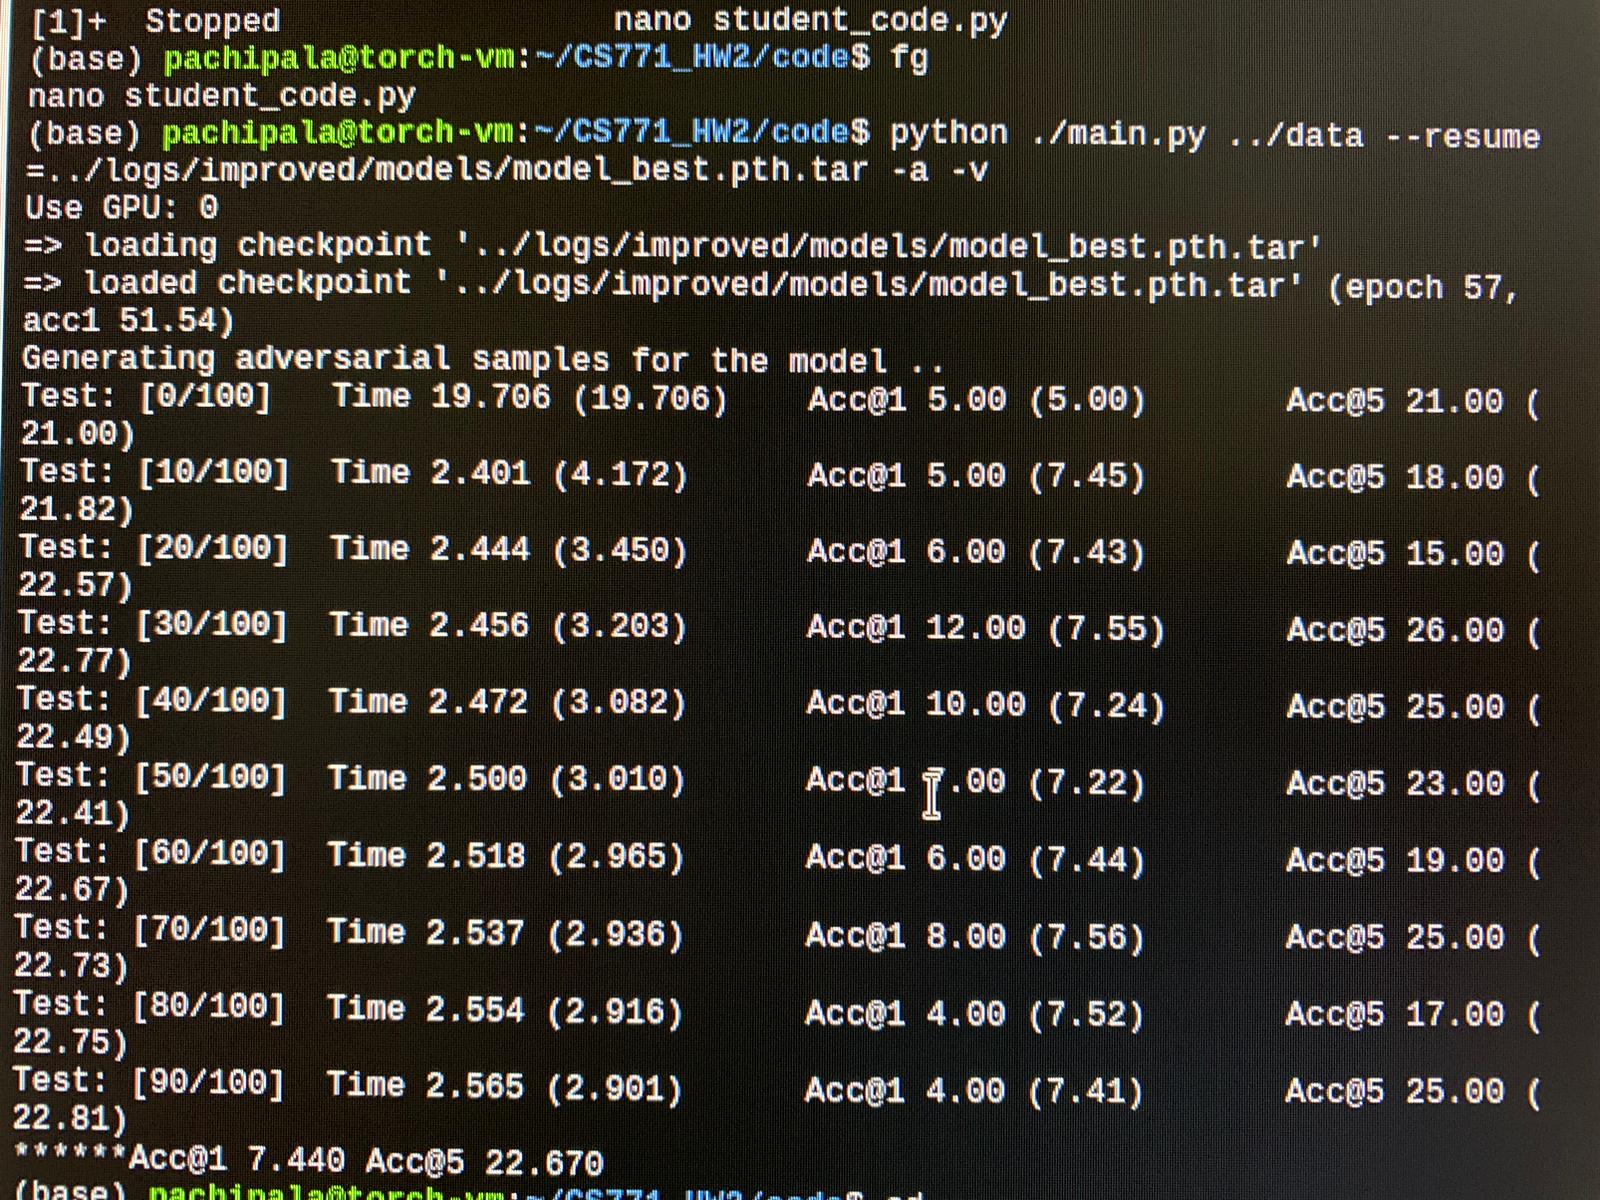 [1]+  Stopped                 nano student_code.py
(base) pachipala@torch-vm:~/CS771_HW2/code$ fg
nano student_code.py
(base) pachipala@torch-vm:~/CS771_HW2/code$ python ./main.py ../data --resume
=../logs/improved/models/model_best.pth.tar -a -v
Use GPU: 0
=> loading checkpoint '../logs/improved/models/model_best.pth.tar'
=> loaded checkpoint '../logs/improved/models/model_best.pth.tar' (epoch 57,
acc1 51.54)
Generating adversarial samples for the model ..
Test: [0/100]   Time 19.706 (19.706)    Acc@1 5.00 (5.00)       Acc@5 21.00 (
21.00)
Test: [10/100]  Time 2.401 (4.172)      Acc@1 5.00 (7.45)       Acc@5 18.00 (
21.82)
Test: [20/100]  Time 2.444 (3.450)      Acc@1 6.00 (7.43)       Acc@5 15.00 (
22.57)
Test: [30/100]  Time 2.456 (3.203)      Acc@1 12.00 (7.55)      Acc@5 26.00 (
22.77)
Test: [40/100]  Time 2.472 (3.082)      Acc@1 10.00 (7.24)      Acc@5 25.00 (
22.49)
Test: [50/100]  Time 2.500 (3.010)      Acc@1 .00 (7.22)       Acc@5 23.00 (
22.41)
Test: [60/100]  Time 2.518 (2.965)      Acc@1 6.00 (7.44)       Acc@5 19.00 (
22.67)
Test: [70/100]  Time 2.537 (2.936)      Acc@1 8.00 (7.56)       Acc@5 25.00 (
22.73)
Test: [80/100]  Time 2.554 (2.916)      Acc@1 4.00 (7.52)       Acc@5 17.00 (
22.75)
Test: [90/100]  Time 2.565 (2.901)      Acc@1 4.00 (7.41)       Acc@5 25.00 (
22.81)
******Acc@1 7.440 Acc@5 22.670
(base) pachipala@torch-vm:~/CS771_HW2/code$